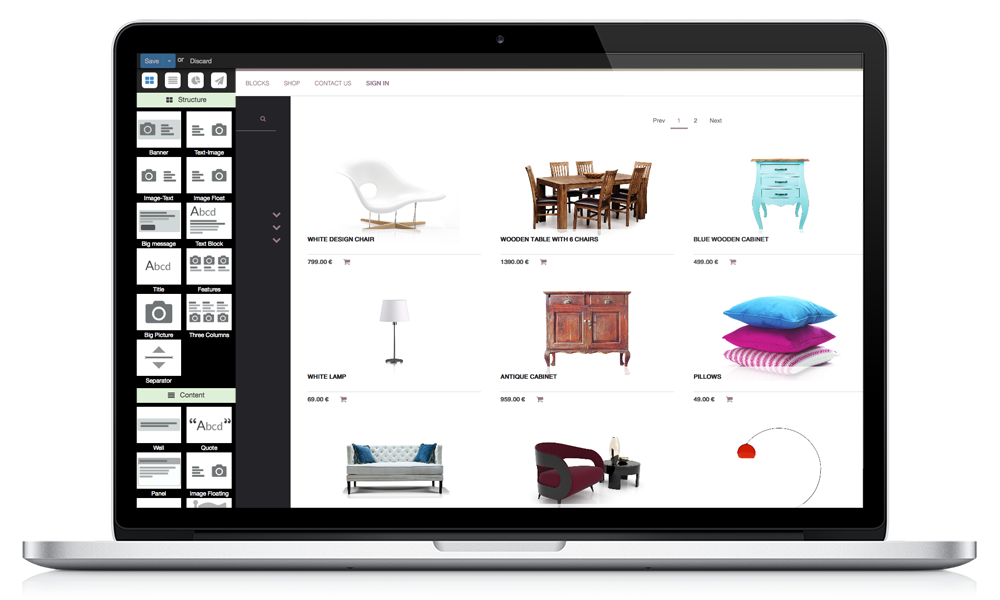 Save or Discard
BLOCKS SHOP CONTACT US SIGN IN
Structure
Banner Text-Image
Image-Text Image Float
Abcd
Big message Text Block
Abcd
Title Features
Big Picture Three Columns
Separator
Content
“Abcd”
Well Quote
Panel Image Floating
Prev 1 2 Next
WHITE DESIGN CHAIR WOODEN TABLE WITH 6 CHAIRS BLUE WOODEN CABINET
799.00 € 1390.00 € 499.00 €
WHITE LAMP ANTIQUE CABINET PILLOWS
69.00 € 959.00 € 49.00 €